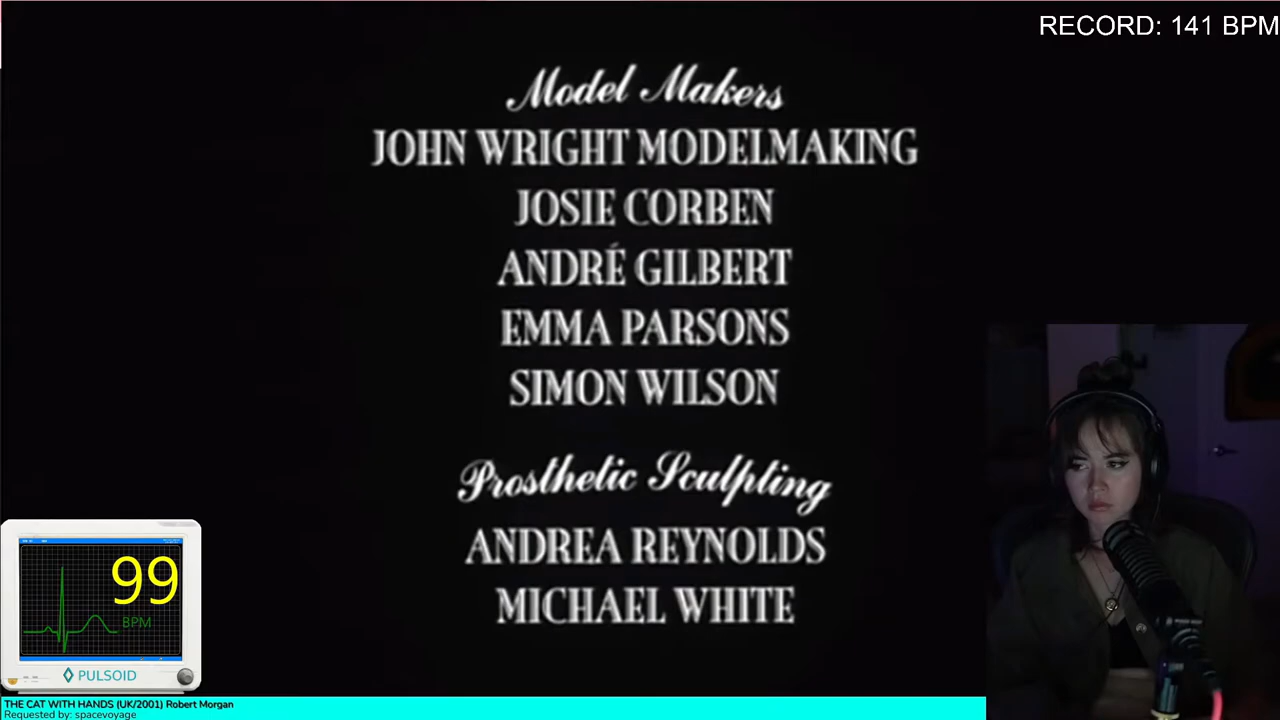 RECORD: 141 BPM
Model Makers
JOHN WRIGHT MODELMAKING
JOSIE CORBEN
ANDRÉ GILBERT
EMMA PARSONS
SIMON WILSON
Prosthetic Sculpting
ANDREA REYNOLDS
MICHAEL WHITE
99
BPM
PULSOID
THE CAT WITH HANDS (UK/2001) Robert Morgan
Requested by: spacevoyage